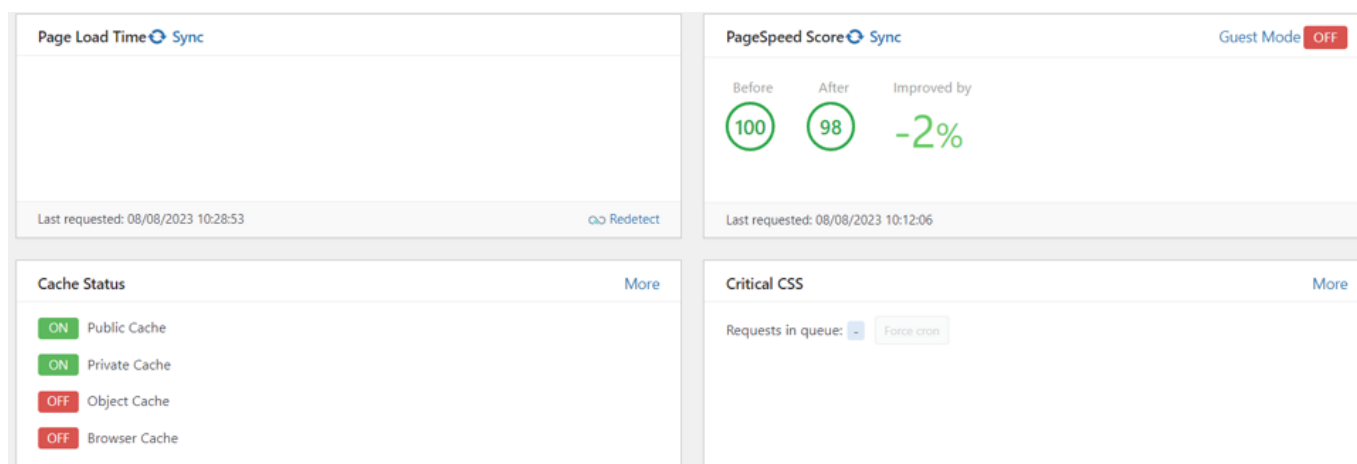 Page Load Time Sync
Last requested: 08/08/2023 10:28:53 Redetect
PageSpeed Score Sync Guest Mode OFF
Before After Improved by
100 98 -2%
Last requested: 08/08/2023 10:12:06
Cache Status More
ON Public Cache
ON Private Cache
OFF Object Cache
OFF Browser Cache
Critical CSS More
Requests in queue: - Force cron